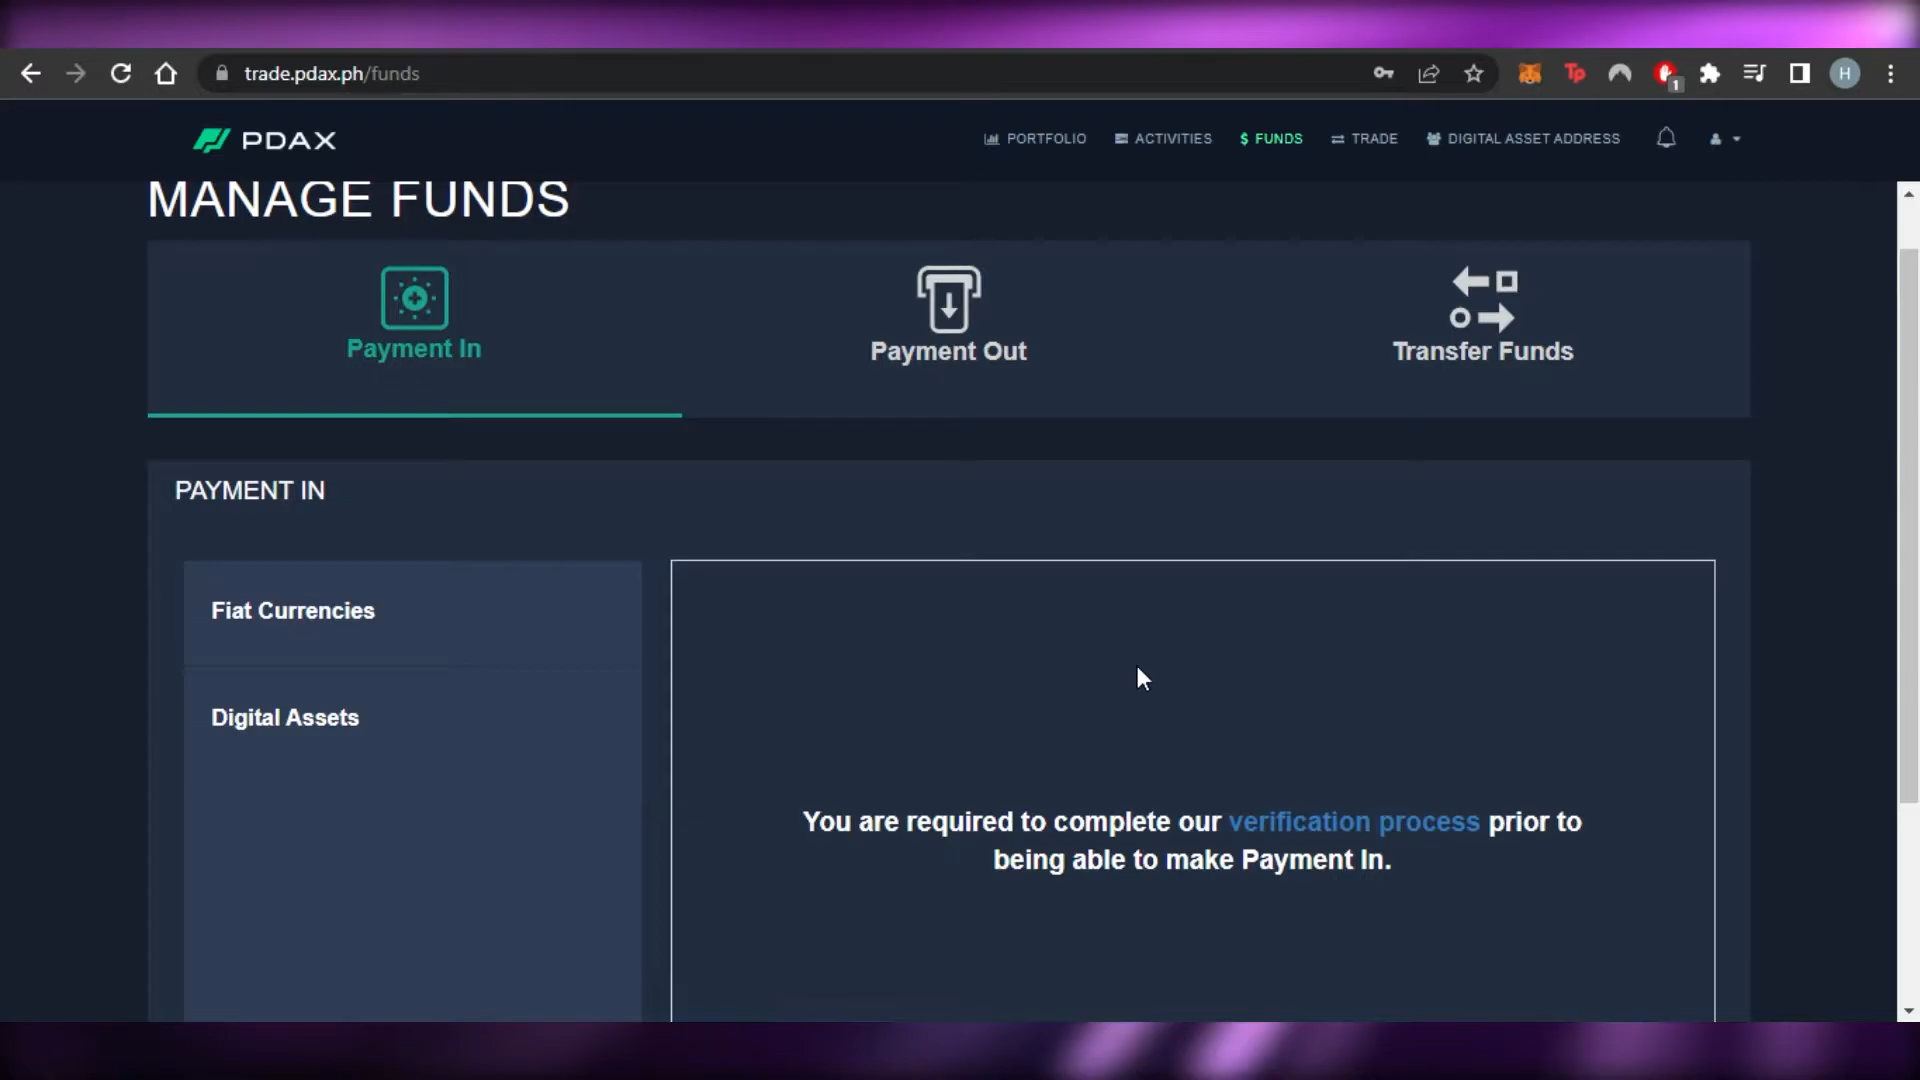 trade.pdax.ph/funds
Tp
1
H
PDAX
PORTFOLIO
ACTIVITIES
$ FUNDS
TRADE
DIGITAL ASSET ADDRESS
MANAGE FUNDS
Payment In
Payment Out
Transfer Funds
PAYMENT IN
Fiat Currencies
Digital Assets
You are required to complete our verification process prior to
being able to make Payment In.